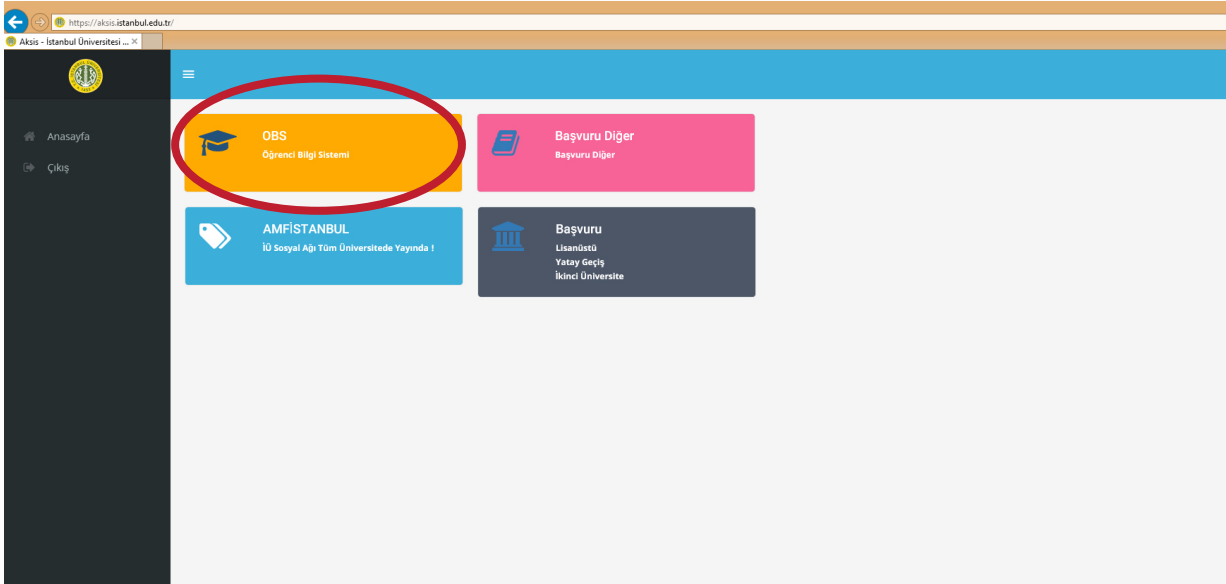 https://aksis.istanbul.edu.tr/
Aksis - İstanbul Üniversitesi ...
Anasayfa
Çıkış
OBS
Öğrenci Bilgi Sistemi
Başvuru Diğer
Başvuru Diğer
AMFİSTANBUL
İÜ Sosyal Ağı Tüm Üniversitede Yayında !
Başvuru
Lisanüstü
Yatay Geçiş
İkinci Üniversite